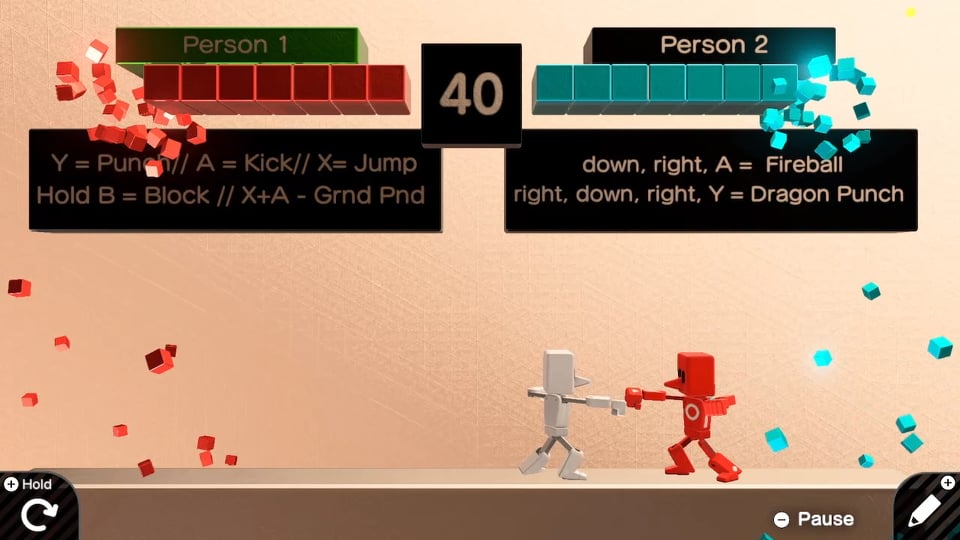 Person 1
40
Person 2
Y = Punch// A = Kick// X= Jump
Hold B = Block // X+A - Grnd Pnd
down, right, A = Fireball
right, down, right, Y = Dragon Punch
Hold
Pause